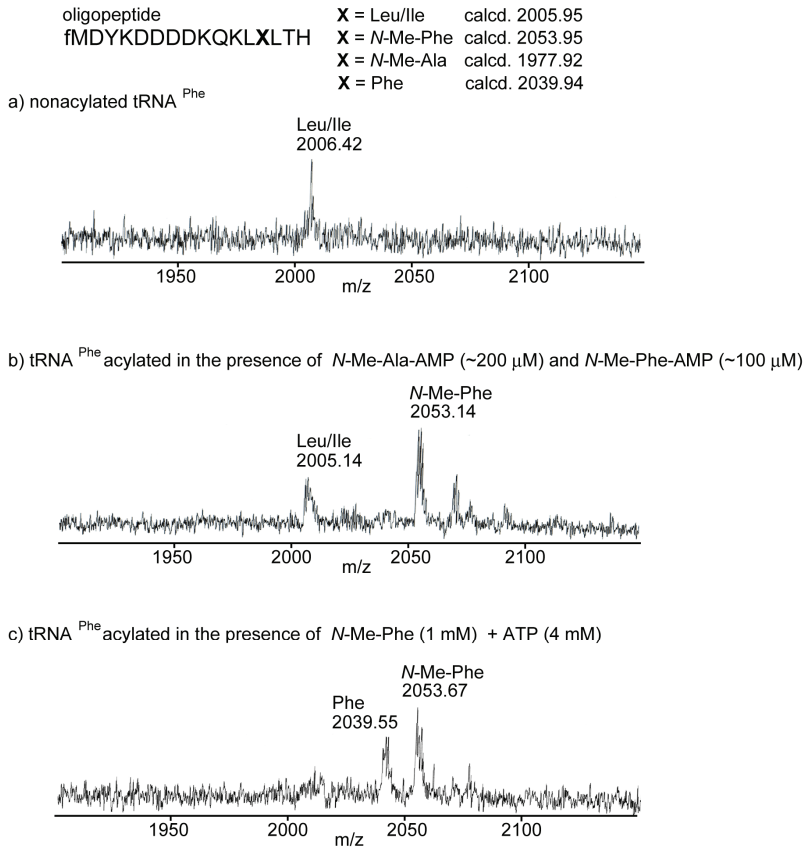 oligopeptide
fMDYKDDDDKQKLXLTH
X = Leu/Ile calcd. 2005.95
X = N-Me-Phe calcd. 2053.95
X = N-Me-Ala calcd. 1977.92
X = Phe calcd. 2039.94
a) nonacylated tRNA Phe
Leu/Ile
2006.42
1950 2000 2050 2100
m/z
b) tRNA Phe acylated in the presence of N-Me-Ala-AMP (~200 μM) and N-Me-Phe-AMP (~100 μM)
N-Me-Phe
2053.14
Leu/Ile
2005.14
1950 2000 2050 2100
m/z
c) tRNA Phe acylated in the presence of N-Me-Phe (1 mM) + ATP (4 mM)
N-Me-Phe
2053.67
Phe
2039.55
1950 2000 2050 2100
m/z